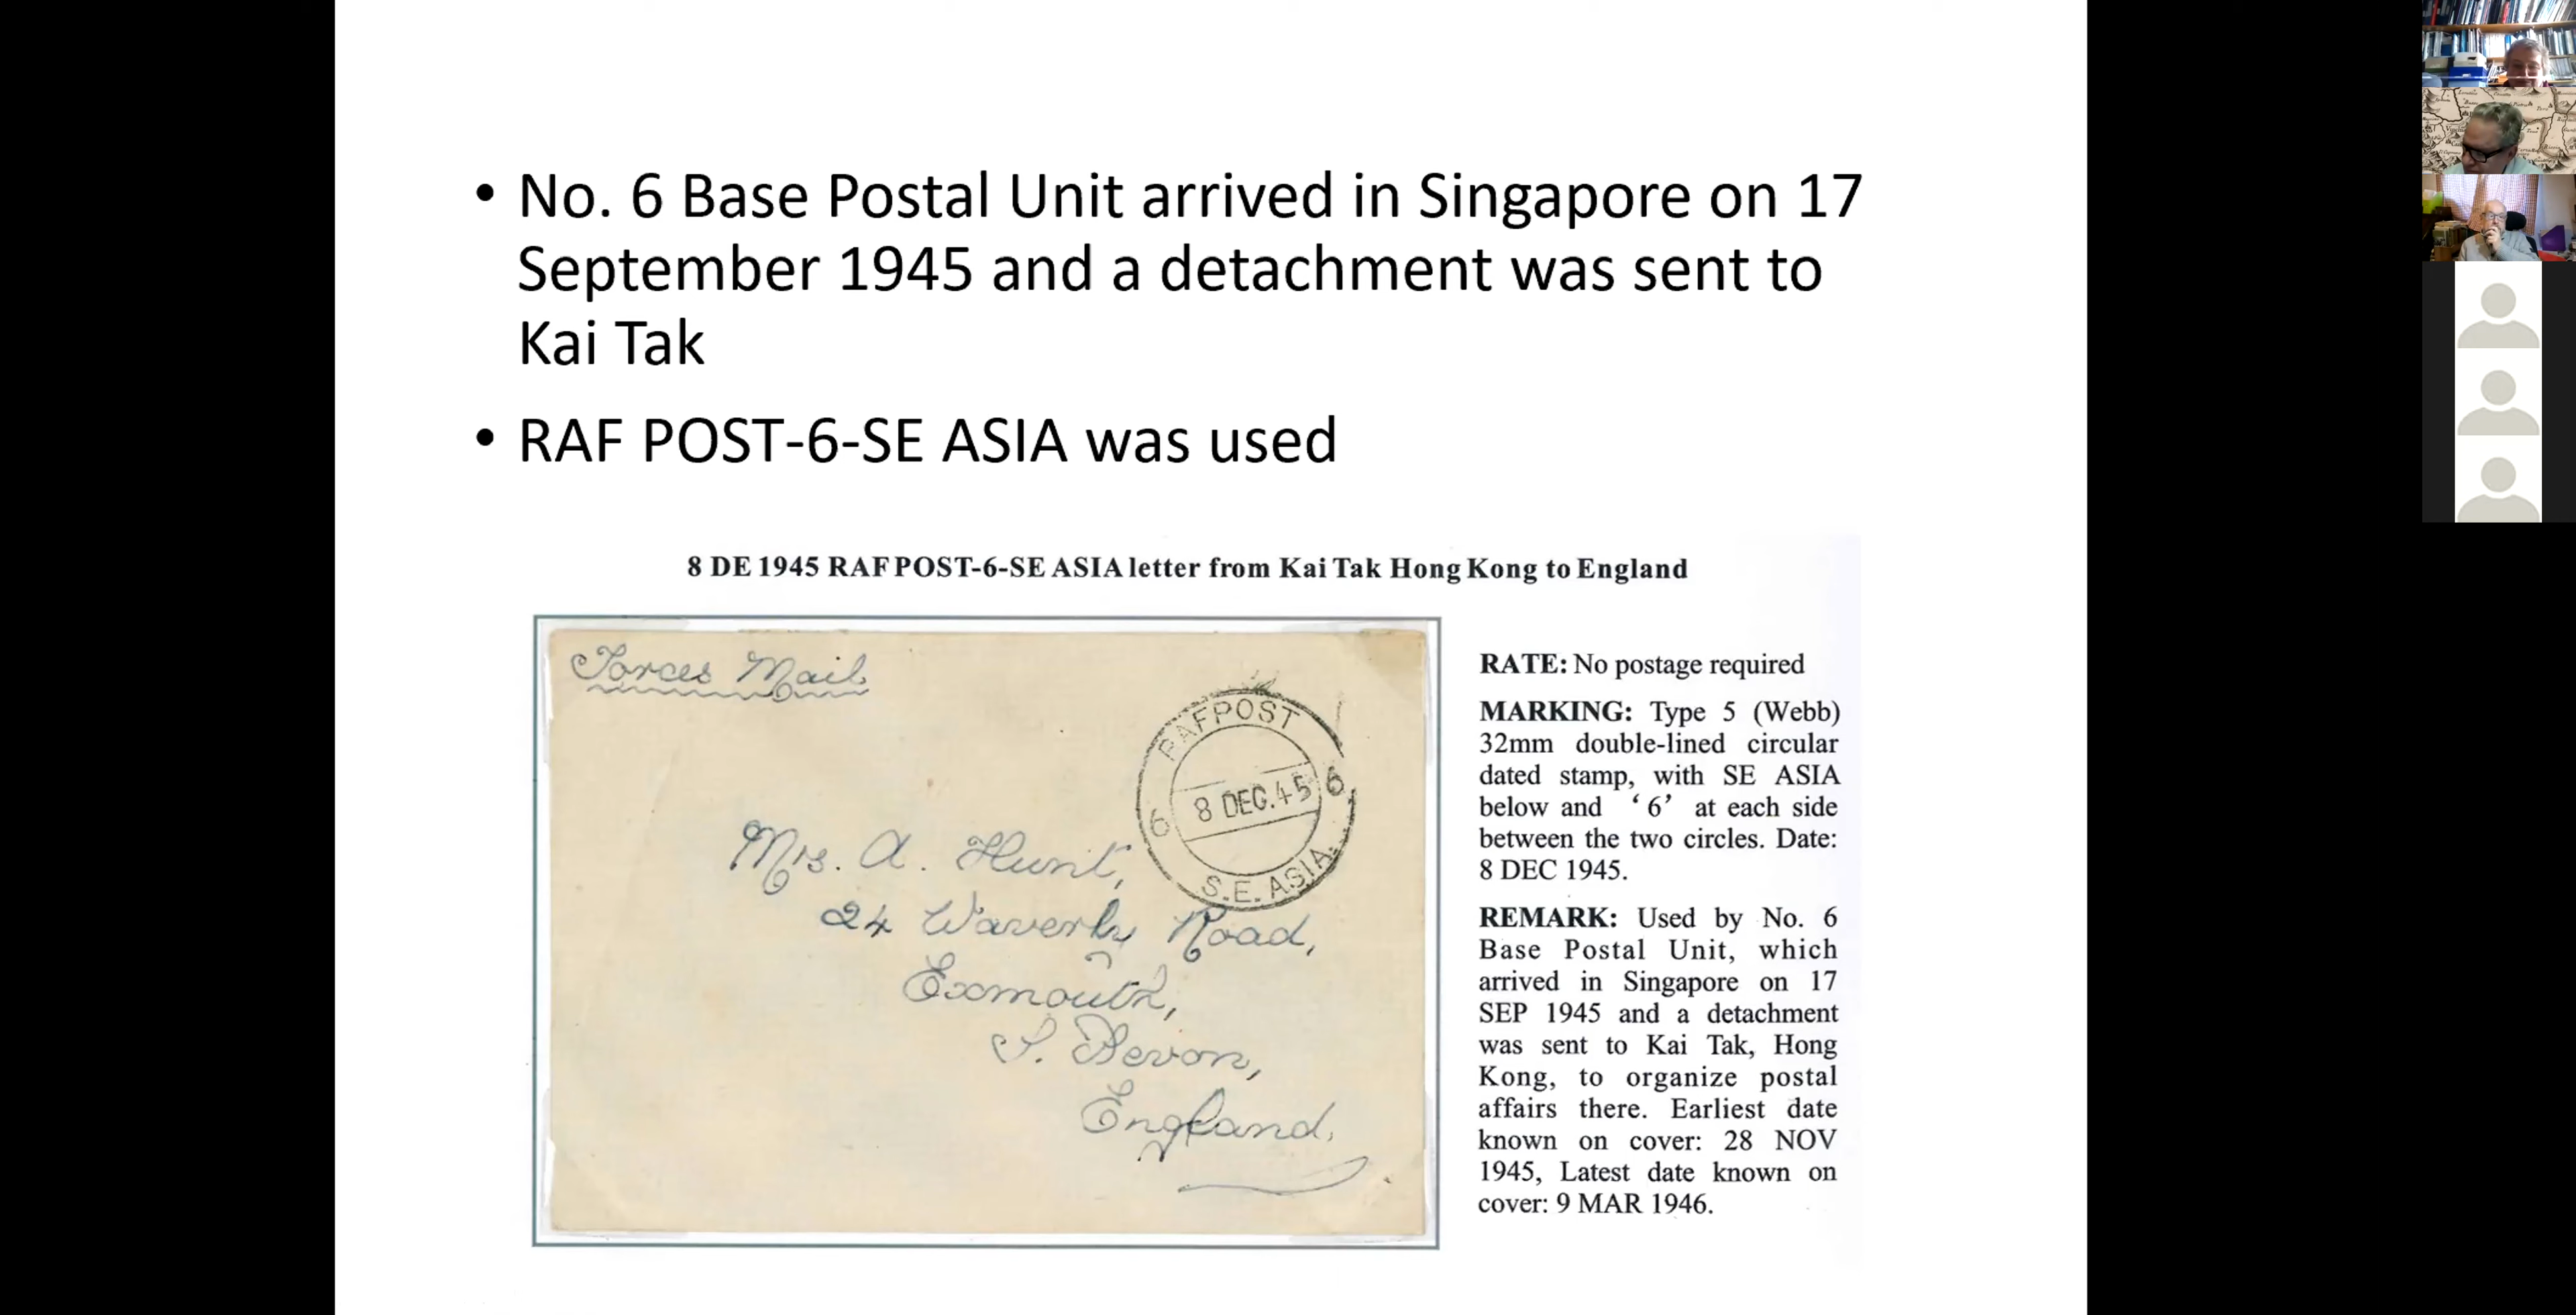 • No. 6 Base Postal Unit arrived in Singapore on 17
September 1945 and a detachment was sent to
Kai Tak
• RAF POST-6-SE ASIA was used
8 DE 1945 RAF POST-6-SE ASIA letter from Kai Tak Hong Kong to England
Forces Mail
RAFPOST
6 8 DEC.45 6
S.E. ASIA.
Mrs. A. Hunt,
24 Waverly Road,
Exmouth,
S. Devon,
England.
RATE: No postage required
MARKING: Type 5 (Webb)
32mm double-lined circular
dated stamp, with SE ASIA
below and ‘6’ at each side
between the two circles. Date:
8 DEC 1945.
REMARK: Used by No. 6
Base Postal Unit, which
arrived in Singapore on 17
SEP 1945 and a detachment
was sent to Kai Tak, Hong
Kong, to organize postal
affairs there. Earliest date
known on cover: 28 NOV
1945, Latest date known on
cover: 9 MAR 1946.